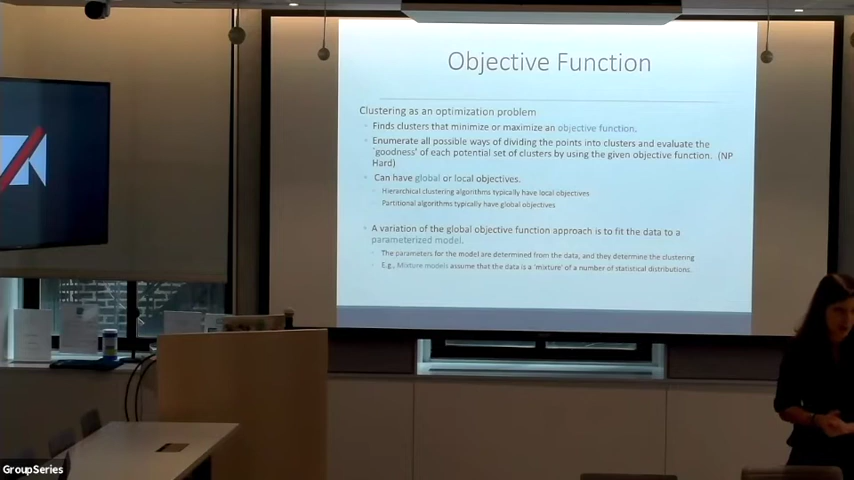 Objective Function
Clustering as an optimization problem
Finds clusters that minimize or maximize an objective function.
Enumerate all possible ways of dividing the points into clusters and evaluate the
'goodness' of each potential set of clusters by using the given objective function. (NP
Hard)
Can have global or local objectives.
Hierarchical clustering algorithms typically have local objectives
Partitional algorithms typically have global objectives
A variation of the global objective function approach is to fit the data to a
parameterized model.
The parameters for the model are determined from the data, and they determine the clustering
E.g., Mixture models assume that the data is a 'mixture' of a number of statistical distributions.
GroupSeries